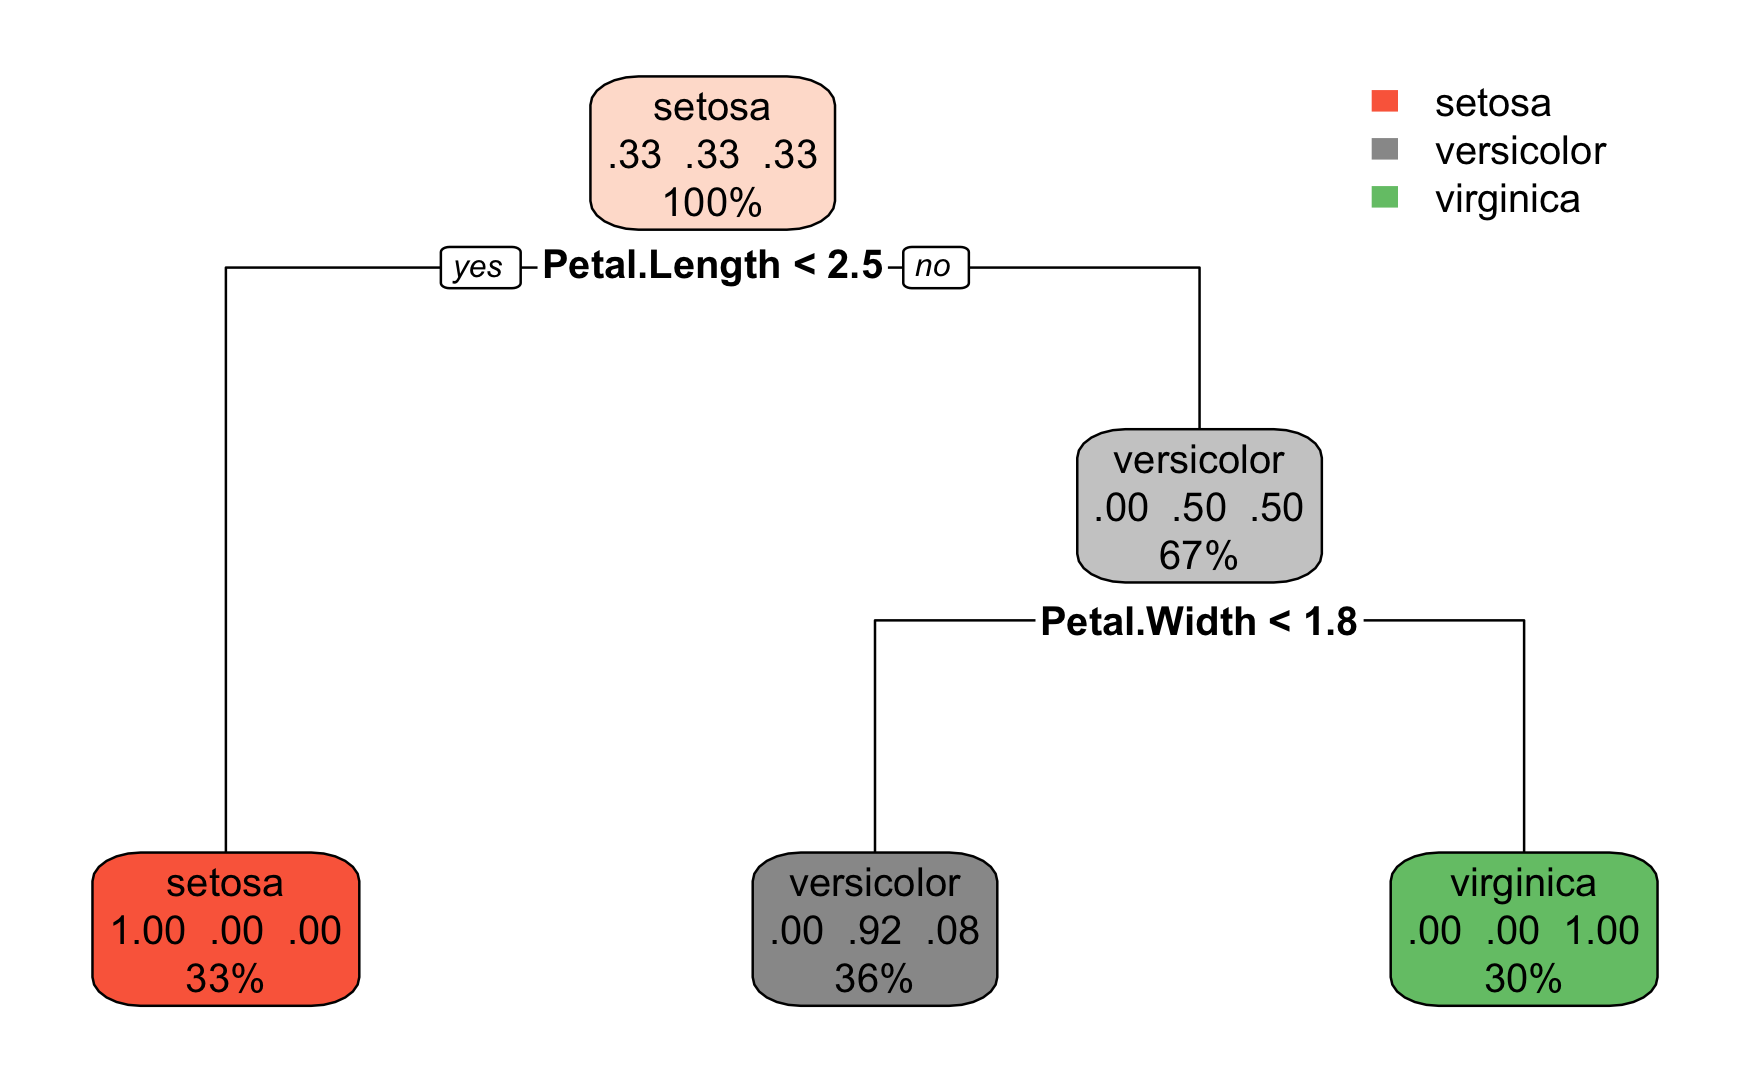 setosa
.33 .33 .33
100%
setosa
versicolor
virginica
yes Petal.Length < 2.5 no
versicolor
.00 .50 .50
67%
Petal.Width < 1.8
setosa
1.00 .00 .00
33%
versicolor
.00 .92 .08
36%
virginica
.00 .00 1.00
30%